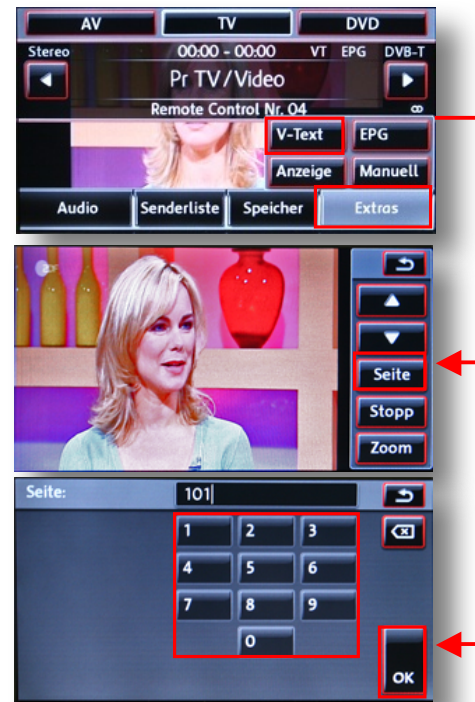 AV TV DVD
Stereo 00:00 - 00:00 VT EPG DVB-T
Pr TV/Video
Remote Control Nr. 04
V-Text EPG
Anzeige Manuell
Audio Senderliste Speicher Extras
ZDF
Seite
Stopp
Zoom
Seite: 101
1 2 3
4 5 6
7 8 9
0
OK